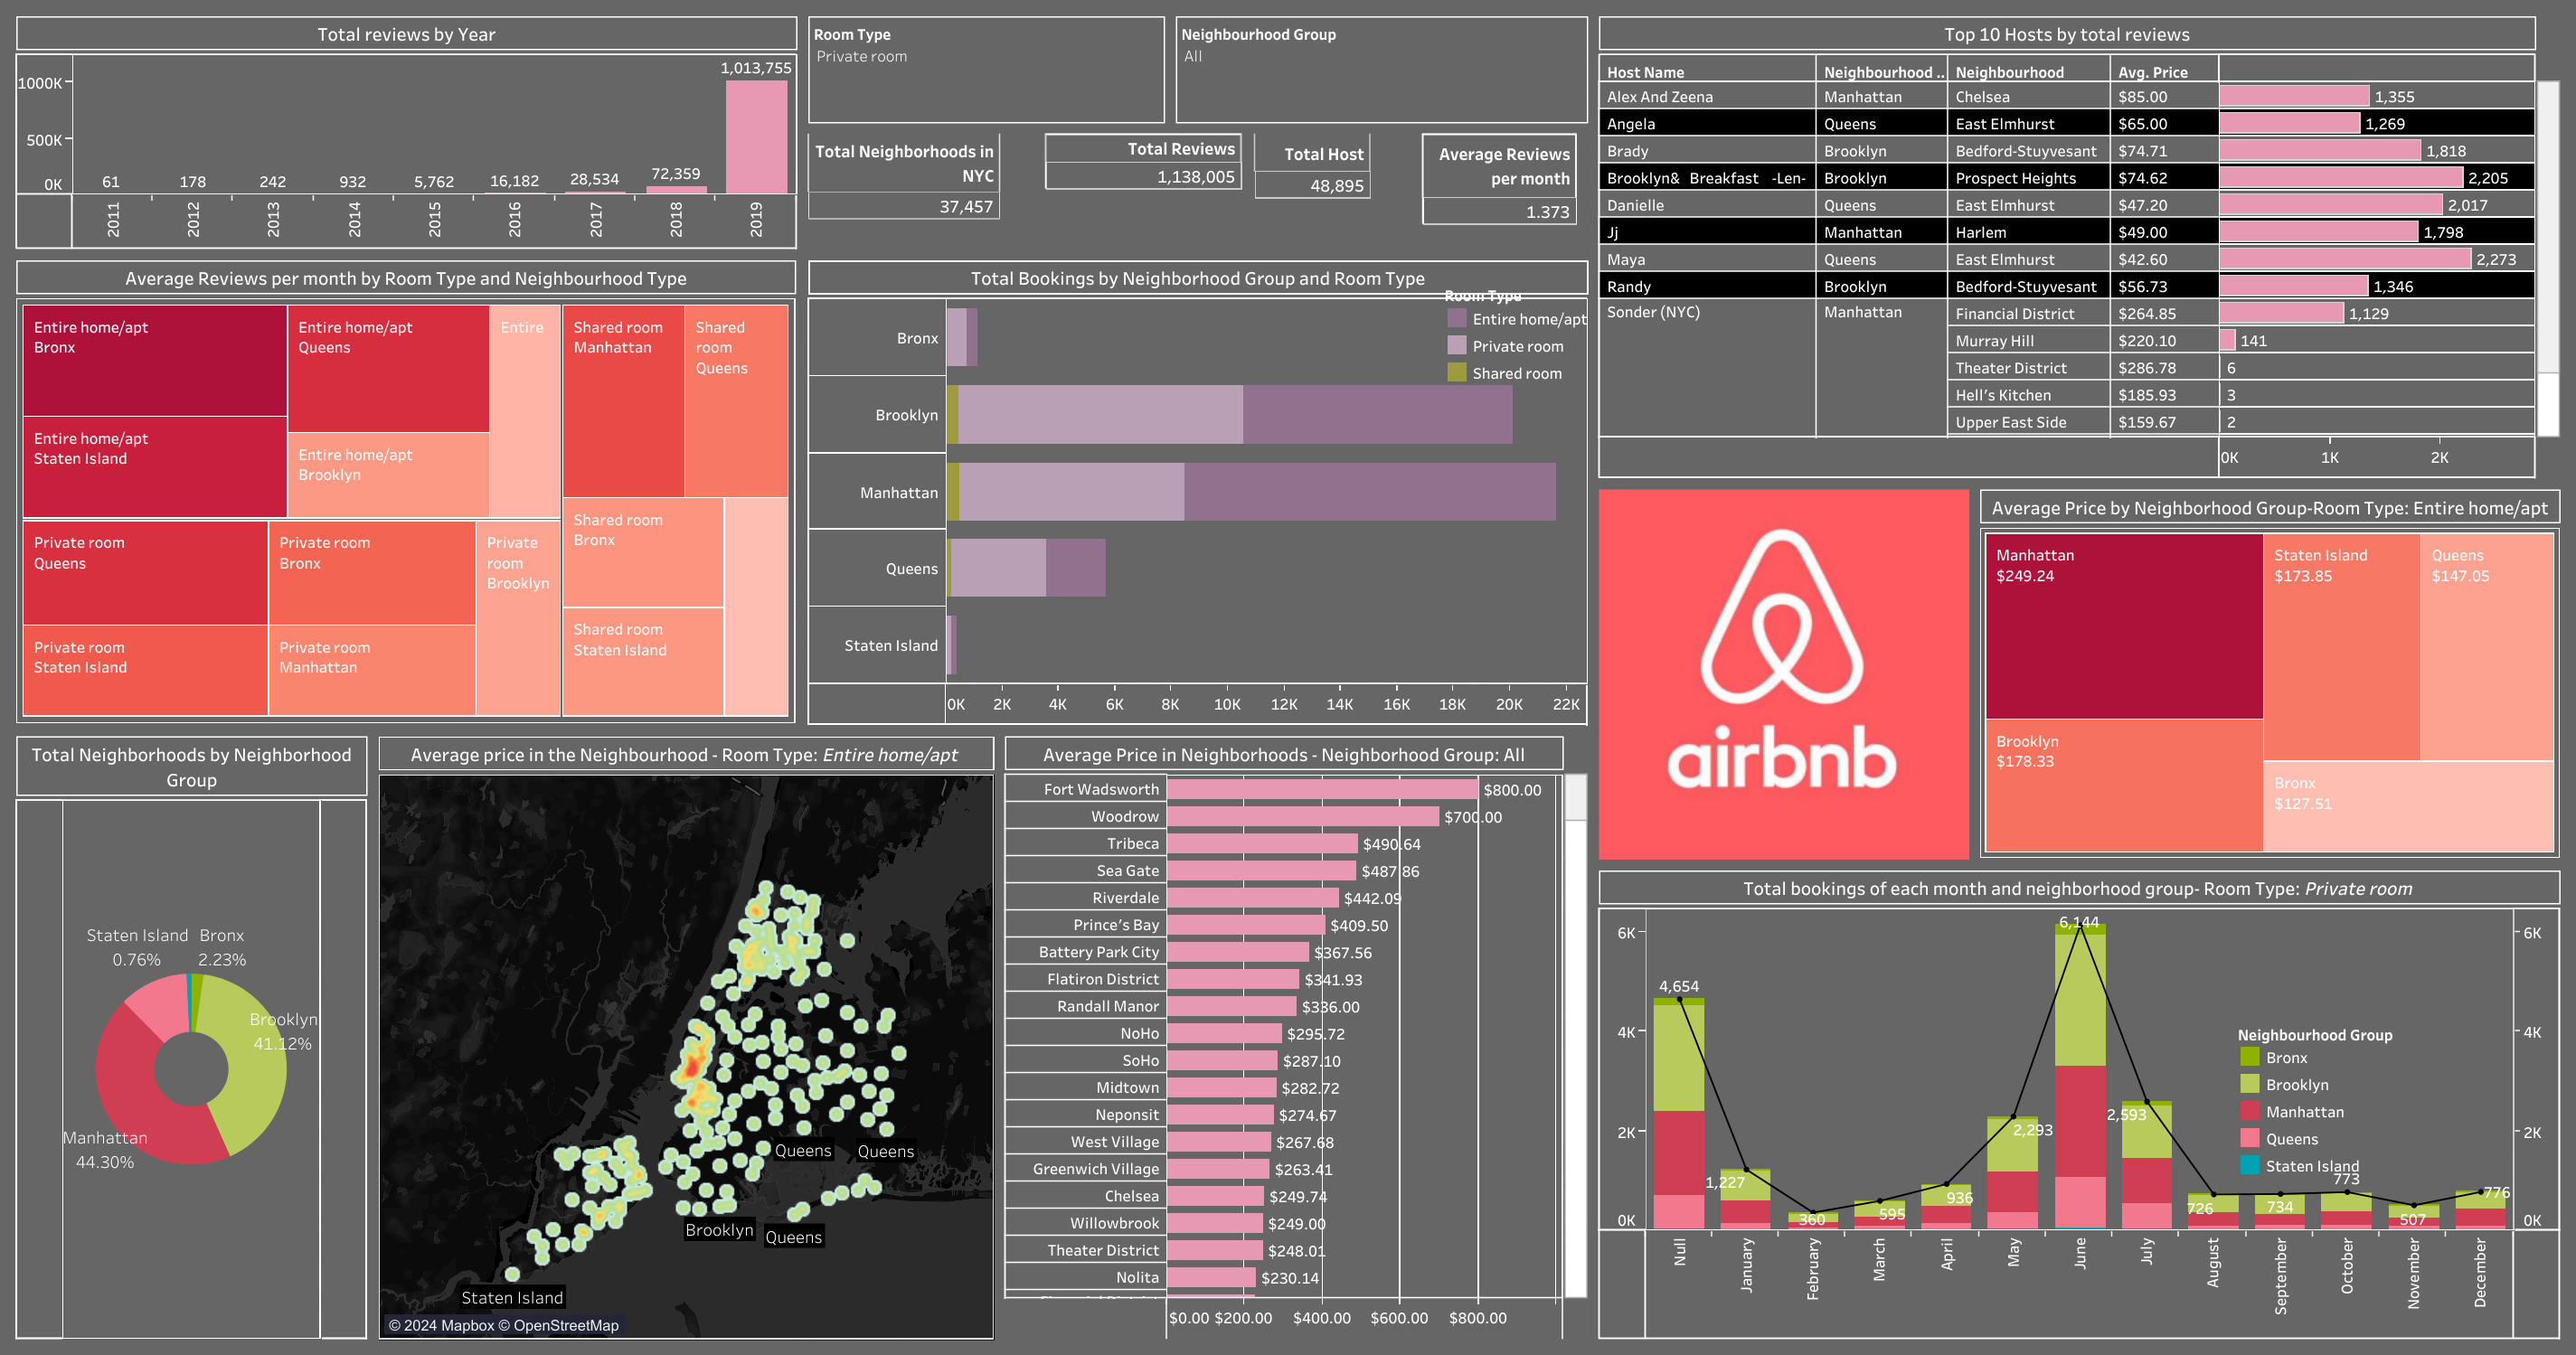 Total reviews by Year
1000K
500K
0K
61
178
242
932
5,762
16,182
28,534
72,359
1,013,755
2011
2012
2013
2014
2015
2016
2017
2018
2019
Room Type
Private room
Neighbourhood Group
All
Total Neighborhoods in
NYC
37,457
Total Reviews
1,138,005
Total Host
48,895
Average Reviews
per month
1.373
Top 10 Hosts by total reviews
Host Name Neighbourhood .. Neighbourhood Avg. Price
Alex And Zeena Manhattan Chelsea $85.00 1,355
Angela Queens East Elmhurst $65.00 1,269
Brady Brooklyn Bedford-Stuyvesant $74.71 1,818
Brooklyn& Breakfast -Len- Brooklyn Prospect Heights $74.62 2,205
Danielle Queens East Elmhurst $47.20 2,017
Jj Manhattan Harlem $49.00 1,798
Maya Queens East Elmhurst $42.60 2,273
Randy Brooklyn Bedford-Stuyvesant $56.73 1,346
Sonder (NYC) Manhattan Financial District $264.85 1,129
Murray Hill $220.10 141
Theater District $286.78 6
Hell's Kitchen $185.93 3
Upper East Side $159.67 2
0K 1K 2K
Average Reviews per month by Room Type and Neighbourhood Type
Entire home/apt
Bronx
Entire home/apt
Staten Island
Entire home/apt
Queens
Entire home/apt
Brooklyn
Entire
Shared room
Manhattan
Shared
room
Queens
Shared room
Bronx
Shared room
Staten Island
Private room
Queens
Private room
Staten Island
Private room
Bronx
Private room
Manhattan
Private
room
Brooklyn
Total Bookings by Neighborhood Group and Room Type
Room Type
Entire home/apt
Private room
Shared room
Bronx
Brooklyn
Manhattan
Queens
Staten Island
0K 2K 4K 6K 8K 10K 12K 14K 16K 18K 20K 22K
airbnb
Average Price by Neighborhood Group-Room Type: Entire home/apt
Manhattan
$249.24
Brooklyn
$178.33
Staten Island
$173.85
Queens
$147.05
Bronx
$127.51
Total Neighborhoods by Neighborhood
Group
Staten Island
0.76%
Bronx
2.23%
Brooklyn
41.12%
Manhattan
44.30%
Average price in the Neighbourhood - Room Type: Entire home/apt
Queens
Queens
Brooklyn
Queens
Staten Island
© 2024 Mapbox © OpenStreetMap
Average Price in Neighborhoods - Neighborhood Group: All
Fort Wadsworth $800.00
Woodrow $700.00
Tribeca $490.64
Sea Gate $487.86
Riverdale $442.09
Prince's Bay $409.50
Battery Park City $367.56
Flatiron District $341.93
Randall Manor $336.00
NoHo $295.72
SoHo $287.10
Midtown $282.72
Neponsit $274.67
West Village $267.68
Greenwich Village $263.41
Chelsea $249.74
Willowbrook $249.00
Theater District $248.01
Nolita $230.14
$0.00 $200.00 $400.00 $600.00 $800.00
Total bookings of each month and neighborhood group- Room Type: Private room
6K
4K
2K
0K
4,654
1,227
360
595
936
2,293
6,144
2,593
726
734
773
507
776
6K
4K
2K
0K
Neighbourhood Group
Bronx
Brooklyn
Manhattan
Queens
Staten Island
Null
January
February
March
April
May
June
July
August
September
October
November
December